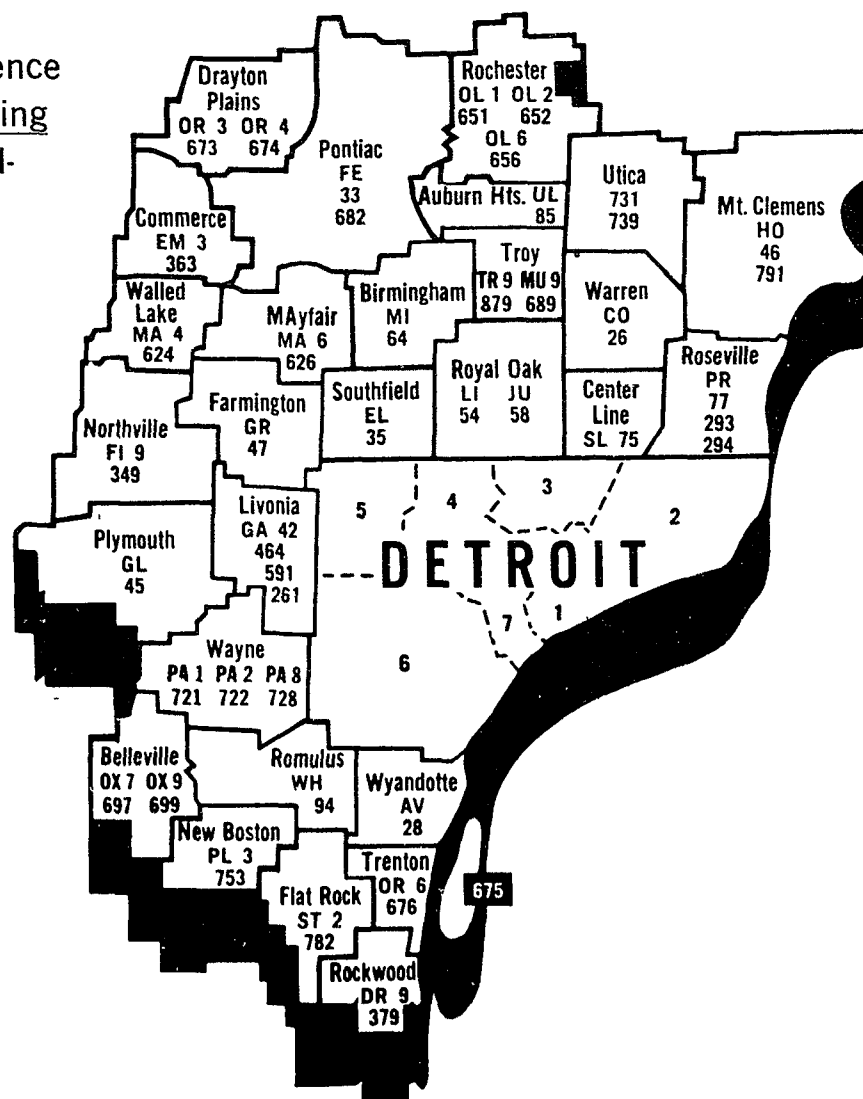 ence
ing
Drayton
Plains
OR 3 OR 4
673 674
Pontiac
FE
33
682
Rochester
OL 1 OL 2
651 652
OL 6
656
Auburn Hts. UL
85
Utica
731
739
Mt. Clemens
HO
46
791
Commerce
EM 3
363
Walled
Lake
MA 4
624
MAyfair
MA 6
626
Birmingham
MI
64
Troy
TR 9 MU 9
879 689
Warren
CO
26
Northville
FI 9
349
Farmington
GR
47
Southfield
EL
35
Royal Oak
LI JU
54 58
Center
Line
SL 75
Roseville
PR
77
293
294
Plymouth
GL
45
Livonia
GA 42
464
591
261
5
4
3
2
DETROIT
1
7
6
Wayne
PA 1 PA 2 PA 8
721 722 728
Belleville
OX 7 OX 9
697 699
Romulus
WH
94
Wyandotte
AV
28
New Boston
PL 3
753
Flat Rock
ST 2
782
Trenton
OR 6
676
675
Rockwood
DR 9
379